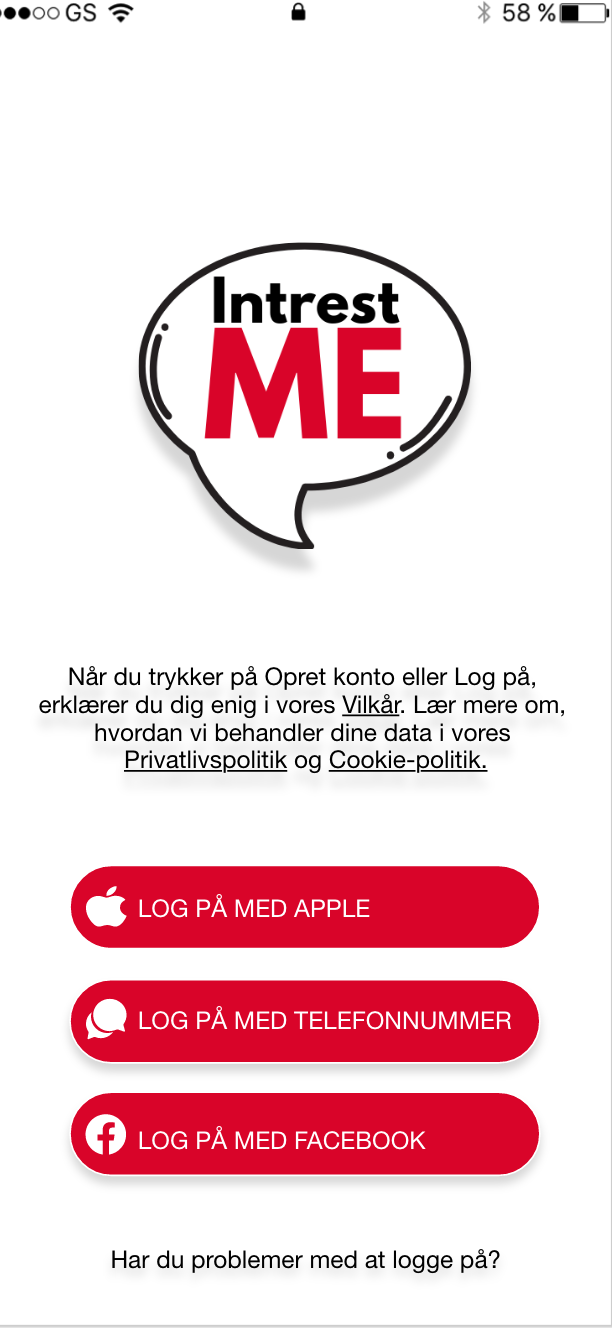 GS 58 %
Intrest
ME
Når du trykker på Opret konto eller Log på,
erklærer du dig enig i vores Vilkår. Lær mere om,
hvordan vi behandler dine data i vores
Privatlivspolitik og Cookie-politik.
LOG PÅ MED APPLE
LOG PÅ MED TELEFONNUMMER
LOG PÅ MED FACEBOOK
Har du problemer med at logge på?